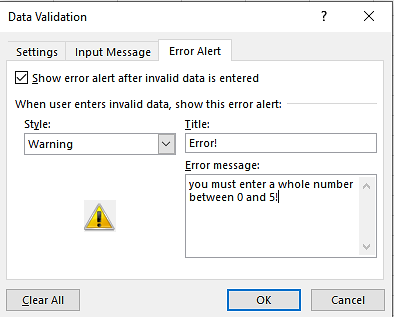 Data Validation ? ×
Settings Input Message Error Alert
Show error alert after invalid data is entered
When user enters invalid data, show this error alert:
Style: Title:
Warning Error!
Error message:
you must enter a whole number
between 0 and 5!
Clear All OK Cancel